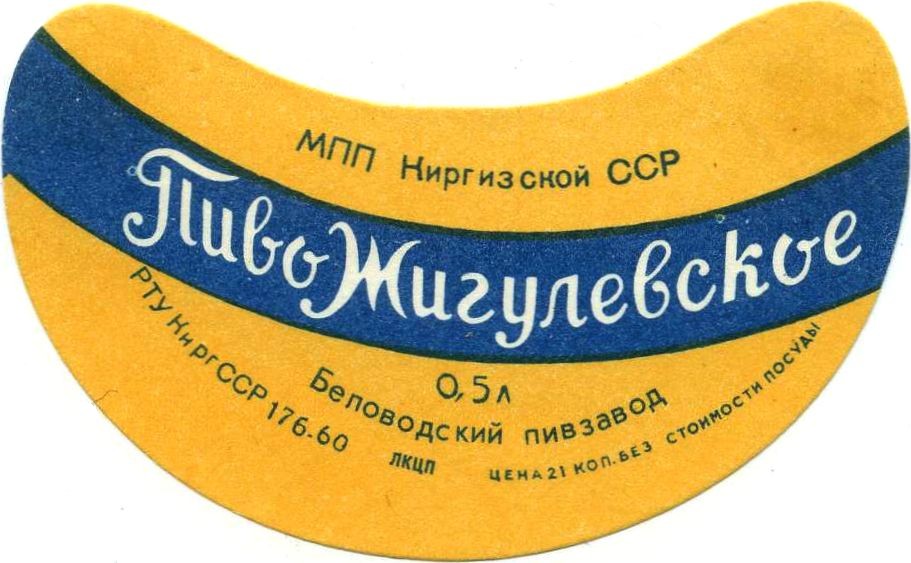 МПП Киргизской ССР
Пиво Жигулевское
0,5л
Беловодский пивзавод
РТУ КиргССР 176-60
ЛКЦП
ЦЕНА 21 КОП. БЕЗ СТОИМОСТИ ПОСУДЫ